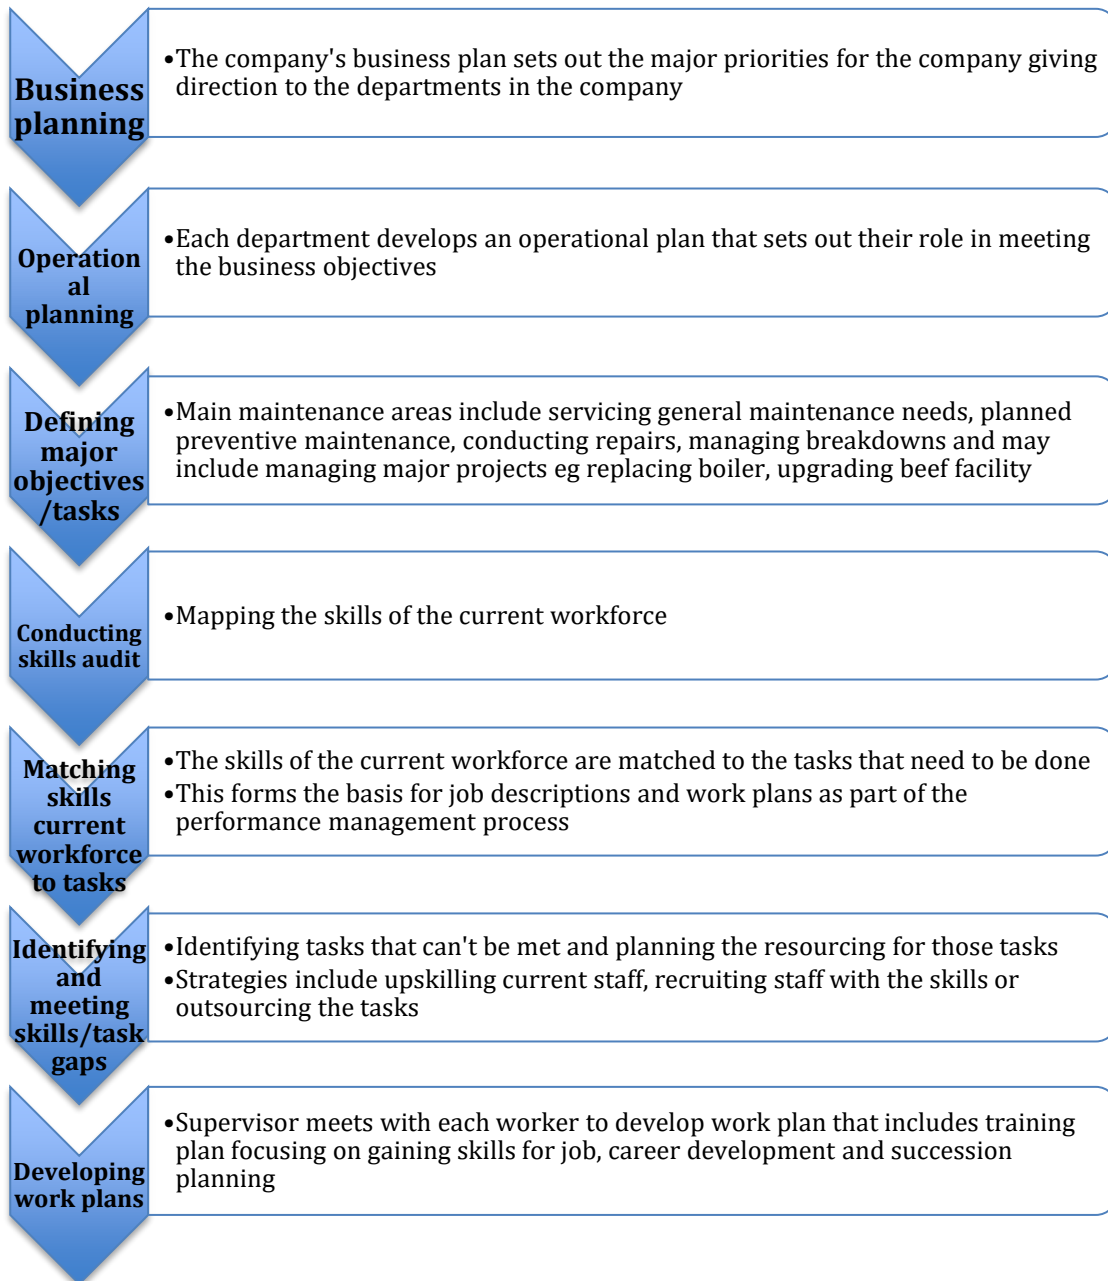 Business
planning
•The company's business plan sets out the major priorities for the company giving
direction to the departments in the company
Operation
al
planning
•Each department develops an operational plan that sets out their role in meeting
the business objectives
Defining
major
objectives
/tasks
•Main maintenance areas include servicing general maintenance needs, planned
preventive maintenance, conducting repairs, managing breakdowns and may
include managing major projects eg replacing boiler, upgrading beef facility
Conducting
skills audit
•Mapping the skills of the current workforce
Matching
skills
current
workforce
to tasks
•The skills of the current workforce are matched to the tasks that need to be done
•This forms the basis for job descriptions and work plans as part of the
performance management process
Identifying
and
meeting
skills/task
gaps
•Identifying tasks that can't be met and planning the resourcing for those tasks
•Strategies include upskilling current staff, recruiting staff with the skills or
outsourcing the tasks
Developing
work plans
•Supervisor meets with each worker to develop work plan that includes training
plan focusing on gaining skills for job, career development and succession
planning